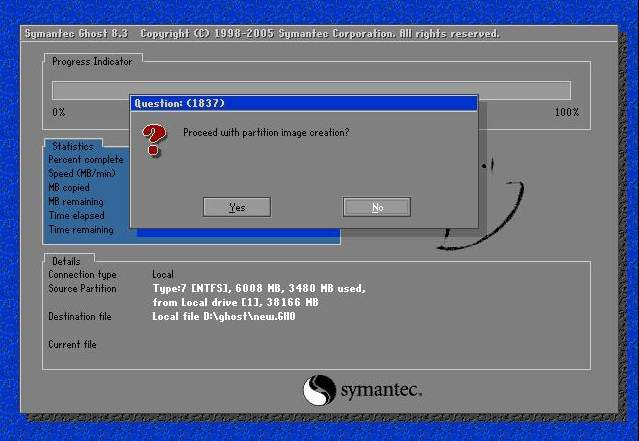 Symantec Ghost 8.3 Copyright (C) 1998-2005 Symantec Corporation. All rights reserved.
Progress Indicator
0% 100%
Question: (1837)
Proceed with partition image creation?
Yes No
Statistics
Percent complete
Speed (MB/min)
MB copied
MB remaining
Time elapsed
Time remaining
Details
Connection type Local
Source Partition Type:7 [NTFS], 6008 MB, 3480 MB used,
from Local drive [1], 38166 MB
Destination file Local file D:\ghost\new.GHO
Current file
symantec.